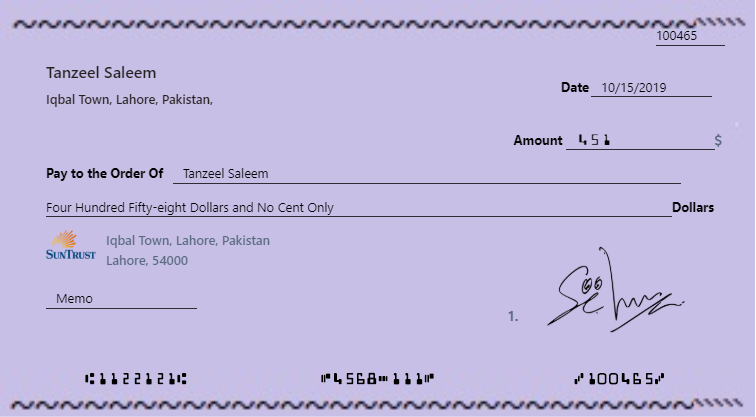 100465
Tanzeel Saleem
Iqbal Town, Lahore, Pakistan,
Date 10/15/2019
Amount 451 $
Pay to the Order Of Tanzeel Saleem
Four Hundred Fifty-eight Dollars and No Cent Only Dollars
SUNTRUST
Iqbal Town, Lahore, Pakistan
Lahore, 54000
Memo
1.
⑆1122121⑆ ⑈4568⑉111⑈ ⑇100465⑇